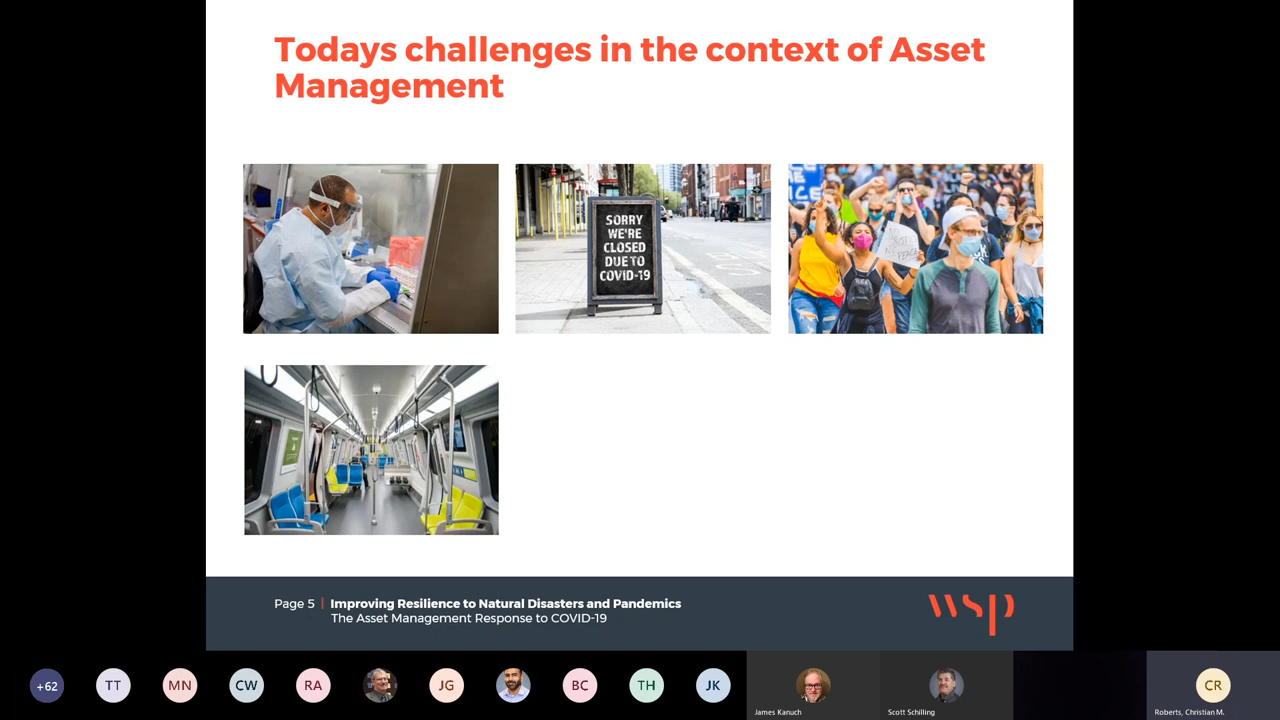 Todays challenges in the context of Asset
Management
SORRY
WE'RE
CLOSED
DUE TO
COVID-19
Page 5 | Improving Resilience to Natural Disasters and Pandemics
The Asset Management Response to COVID-19
wsp
+62
TT
MN
CW
RA
JG
BC
TH
JK
CR
James Kanuch
Scott Schilling
Roberts, Christian M.